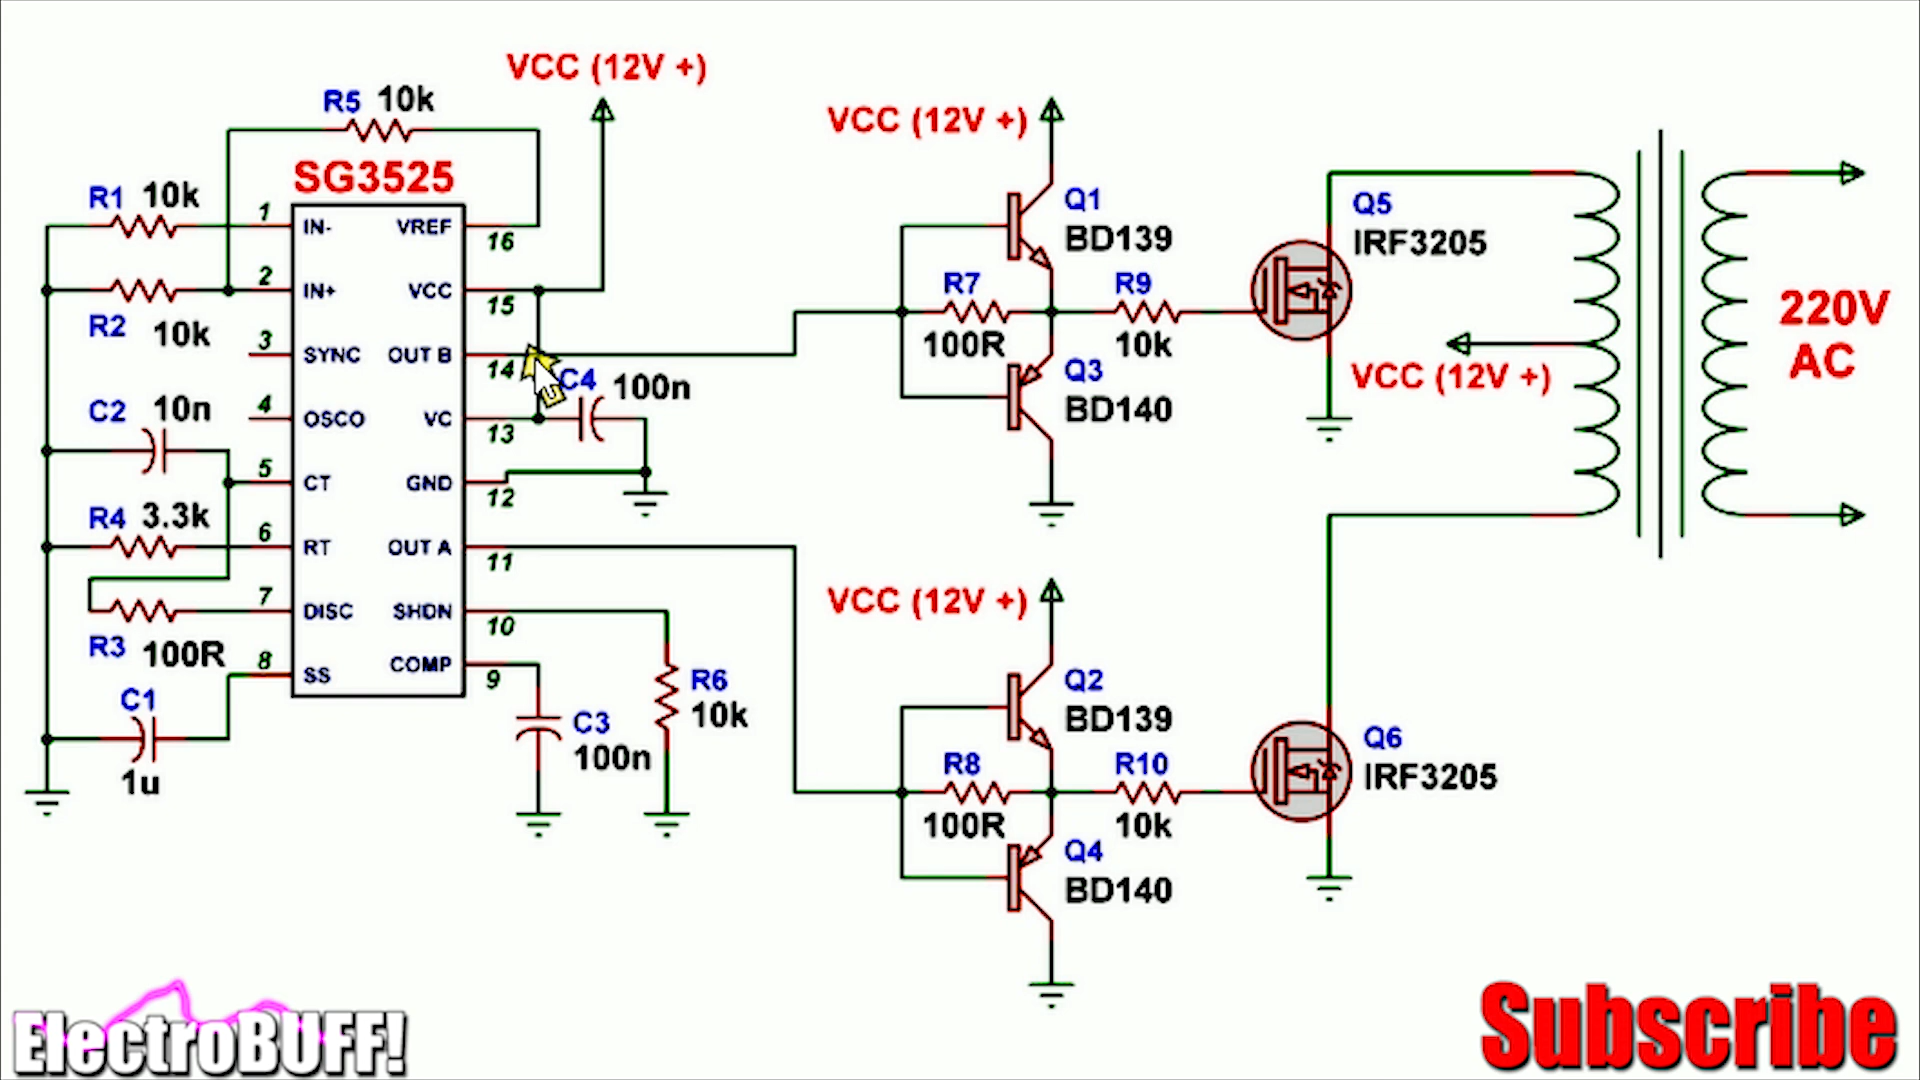 VCC (12V +)
R5 10k
SG3525
R1 10k
1 IN- VREF 16
2 IN+ VCC 15
R2 10k
3 SYNC OUT B 14
C4 100n
C2 10n
4 OSCO VC 13
5 CT GND 12
R4 3.3k
6 RT OUT A 11
7 DISC SHDN 10
R3 100R
8 SS COMP 9
C1
1u
C3
100n
R6
10k
VCC (12V +)
Q1
BD139
R7
100R
R9
10k
Q3
BD140
Q5
IRF3205
VCC (12V +)
220V
AC
VCC (12V +)
Q2
BD139
R8
100R
R10
10k
Q4
BD140
Q6
IRF3205
ElectroBUFF!
Subscribe